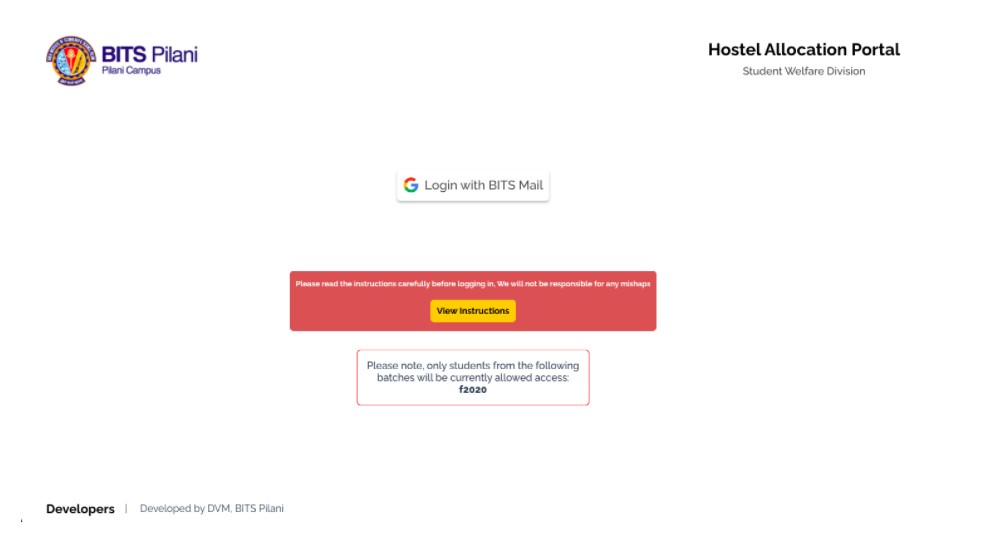 BITS Pilani
Pilani Campus
Hostel Allocation Portal
Student Welfare Division
Login with BITS Mail
Please read the instructions carefully before logging in, We will not be responsible for any mishaps
View Instructions
Please note, only students from the following
batches will be currently allowed access:
f2020
Developers | Developed by DVM, BITS Pilani